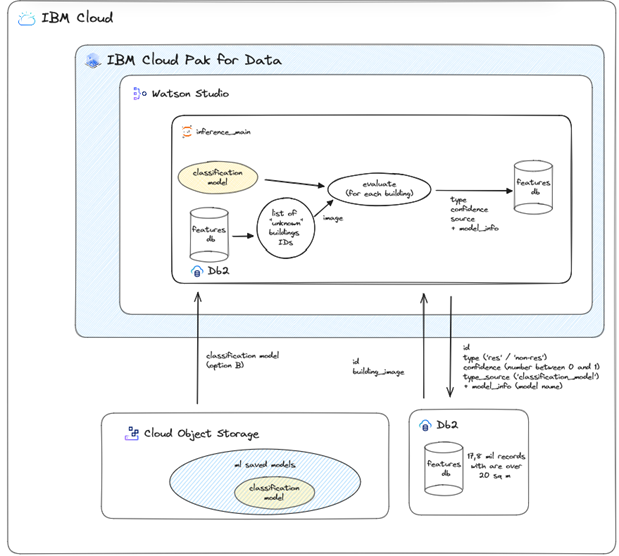 IBM Cloud
IBM Cloud Pak for Data
Watson Studio
inference_main
classification
model
features
db
Db2
list of
"unknown"
buildings
IDs
image
evaluate
(for each building)
type
confidence
source
+ model_info
features
db
classification model
(option B)
id
building_image
id
type ('res' / 'non-res')
confidence (number between 0 and 1)
type_source ('classification_model')
+ model_info (model name)
Cloud Object Storage
ml saved models
classification
model
Db2
features
db
17,8 mil records
with are over
20 sq m